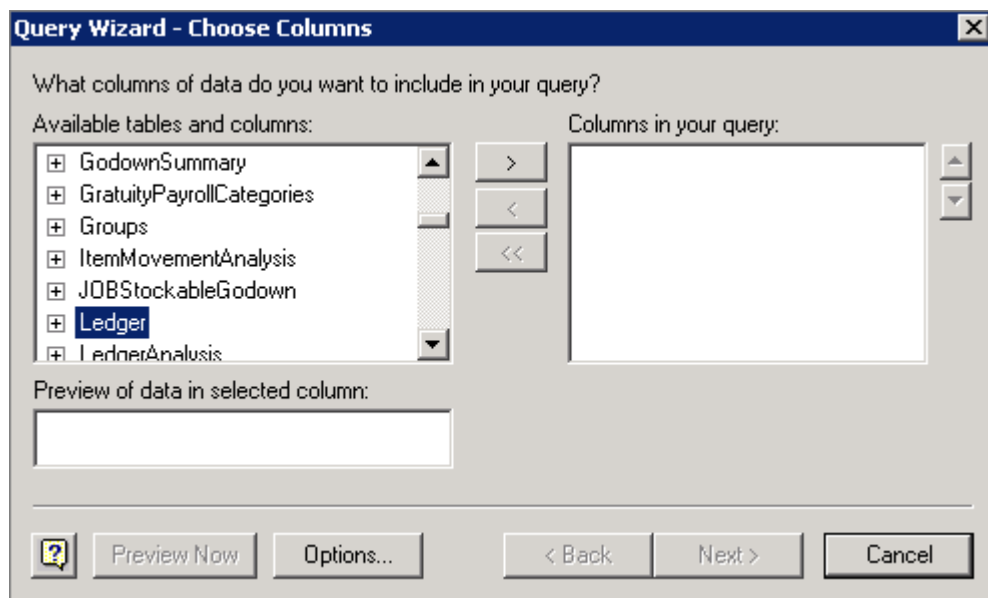 Query Wizard - Choose Columns
What columns of data do you want to include in your query?
Available tables and columns:
Columns in your query:
GodownSummary
GratuityPayrollCategories
Groups
ItemMovementAnalysis
JOBStockableGodown
Ledger
LedgerAnalysis
>
<
<<
Preview of data in selected column:
? Preview Now Options... < Back Next > Cancel